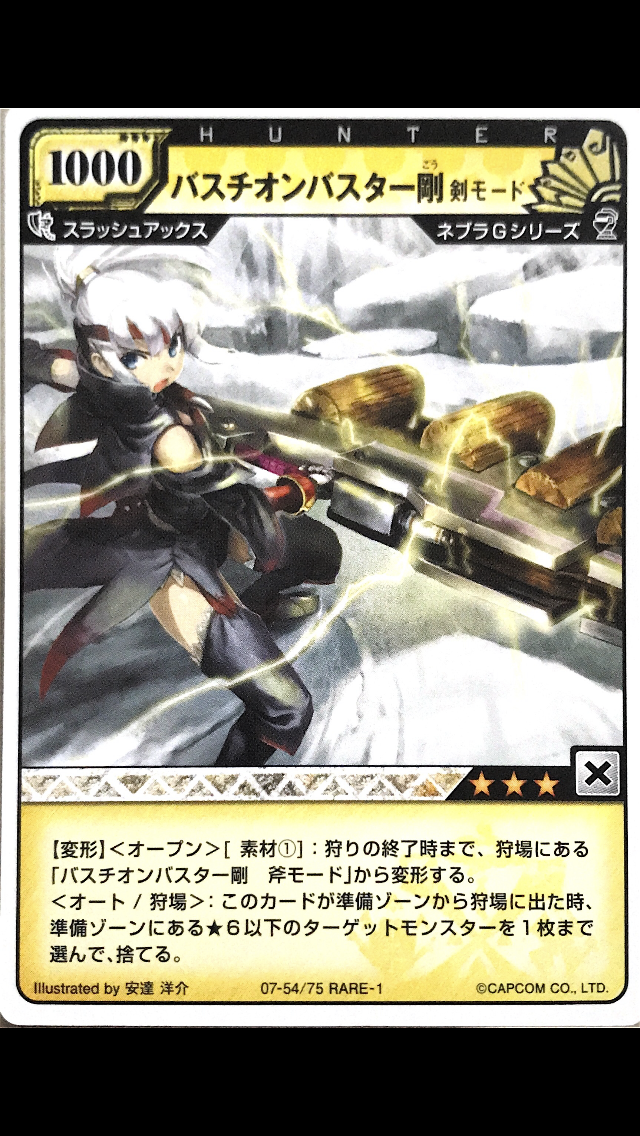 HUNTER
1000
バスチオンバスター剛 剣モード
ごう
スラッシュアックス
ネブラGシリーズ
★★★
【変形】＜オープン＞[ 素材①]：狩りの終了時まで、狩場にある
「バスチオンバスター剛　斧モード」から変形する。
＜オート / 狩場＞：このカードが準備ゾーンから狩場に出た時、
準備ゾーンにある★６以下のターゲットモンスターを１枚まで
選んで、捨てる。
Illustrated by 安達 洋介
07-54/75 RARE-1
©CAPCOM CO., LTD.